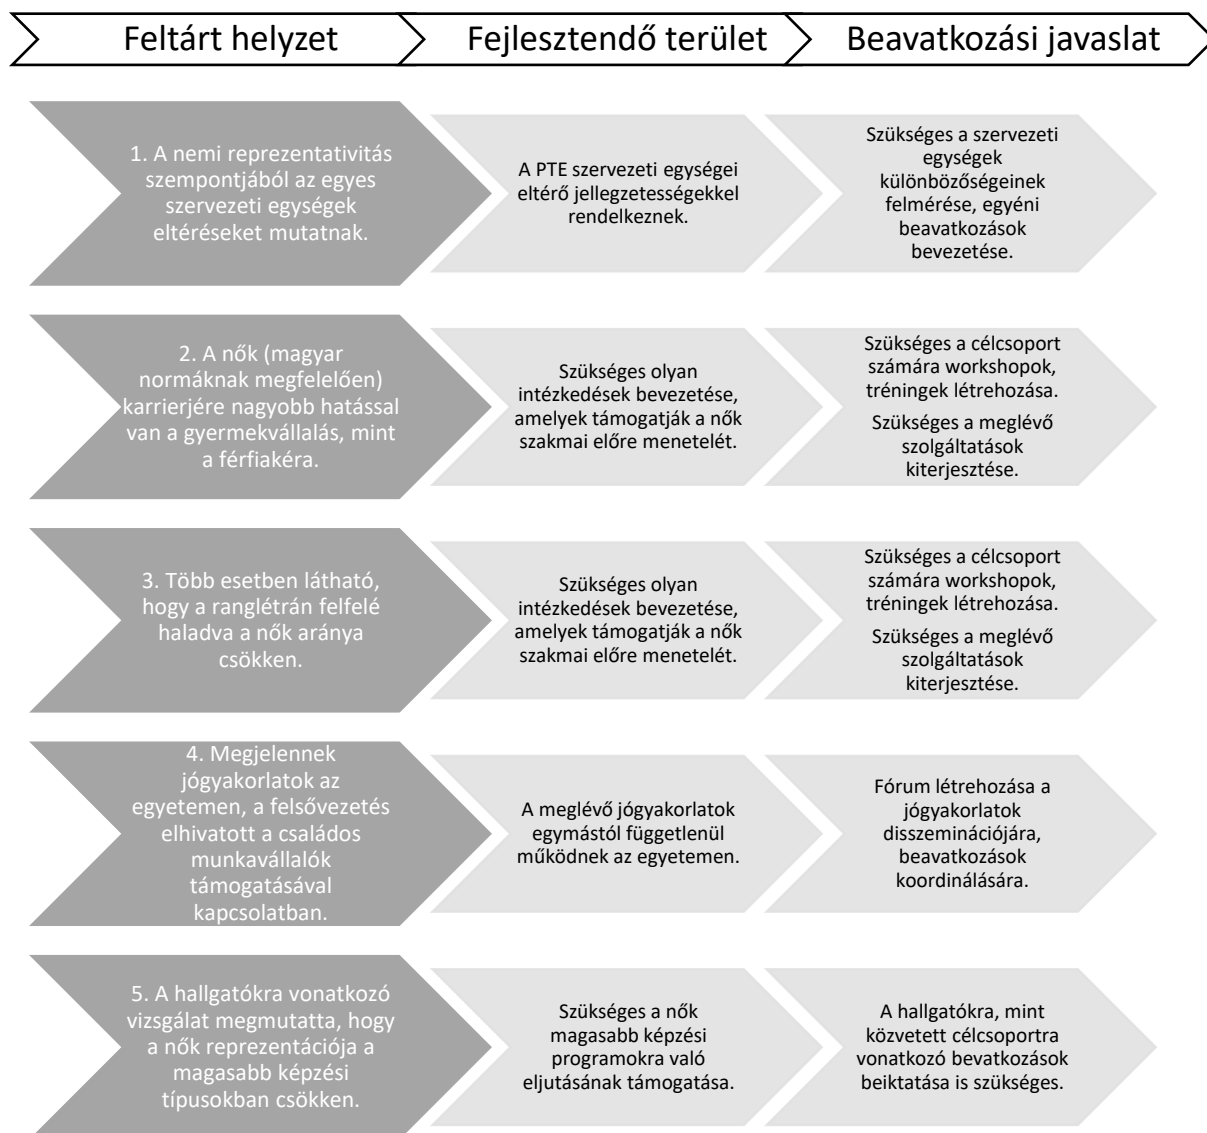 Feltárt helyzet
Fejlesztendő terület
Beavatkozási javaslat
1. A nemi reprezentativitás
szempontjából az egyes
szervezeti egységek
eltéréseket mutatnak.
A PTE szervezeti egységei
eltérő jellegzetességekkel
rendelkeznek.
Szükséges a szervezeti
egységek
különbözőségeinek
felmérése, egyéni
beavatkozások
bevezetése.
2. A nők (magyar
normáknak megfelelően)
karrierjére nagyobb hatással
van a gyermekvállalás, mint
a férfiakéra.
Szükséges olyan
intézkedések bevezetése,
amelyek támogatják a nők
szakmai előre menetelét.
Szükséges a célcsoport
számára workshopok,
tréningek létrehozása.
Szükséges a meglévő
szolgáltatások
kiterjesztése.
3. Több esetben látható,
hogy a ranglétrán felfelé
haladva a nők aránya
csökken.
Szükséges olyan
intézkedések bevezetése,
amelyek támogatják a nők
szakmai előre menetelét.
Szükséges a célcsoport
számára workshopok,
tréningek létrehozása.
Szükséges a meglévő
szolgáltatások
kiterjesztése.
4. Megjelennek
jógyakorlatok az
egyetemen, a felsővezetés
elhivatott a családos
munkavállalók
támogatásával
kapcsolatban.
A meglévő jógyakorlatok
egymástól függetlenül
működnek az egyetemen.
Fórum létrehozása a
jógyakorlatok
disszeminációjára,
beavatkozások
koordinálására.
5. A hallgatókra vonatkozó
vizsgálat megmutatta, hogy
a nők reprezentációja a
magasabb képzési
típusokban csökken.
Szükséges a nők
magasabb képzési
programokra való
eljutásának támogatása.
A hallgatókra, mint
közvetett célcsoportra
vonatkozó bevatkozások
beiktatása is szükséges.